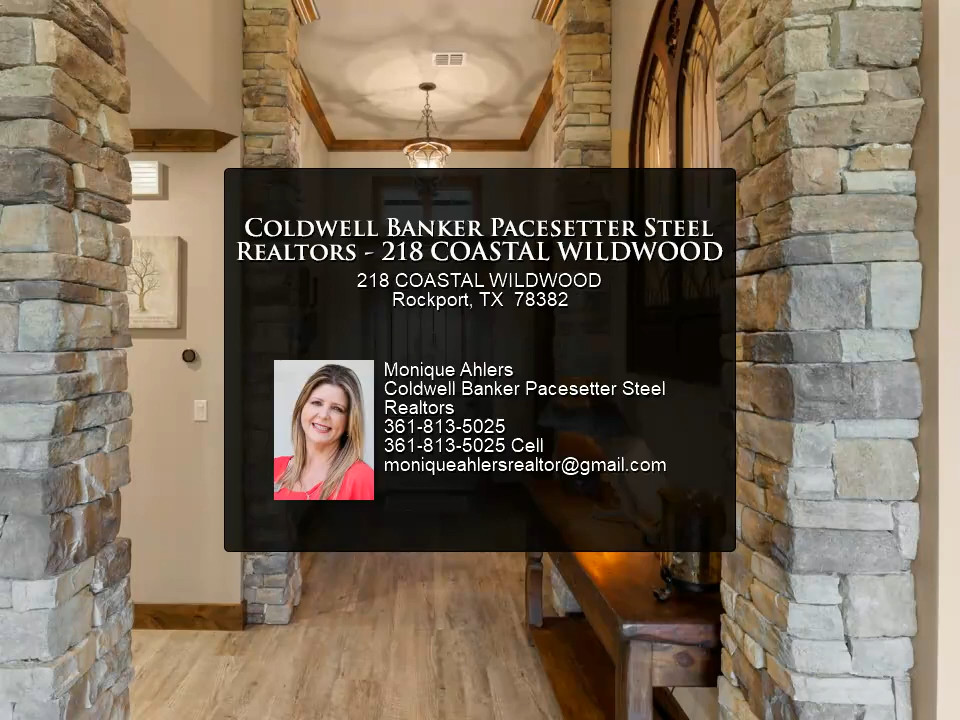 Coldwell Banker Pacesetter Steel
Realtors - 218 COASTAL WILDWOOD
218 COASTAL WILDWOOD
Rockport, TX  78382
Monique Ahlers
Coldwell Banker Pacesetter Steel
Realtors
361-813-5025
361-813-5025 Cell
moniqueahlersrealtor@gmail.com